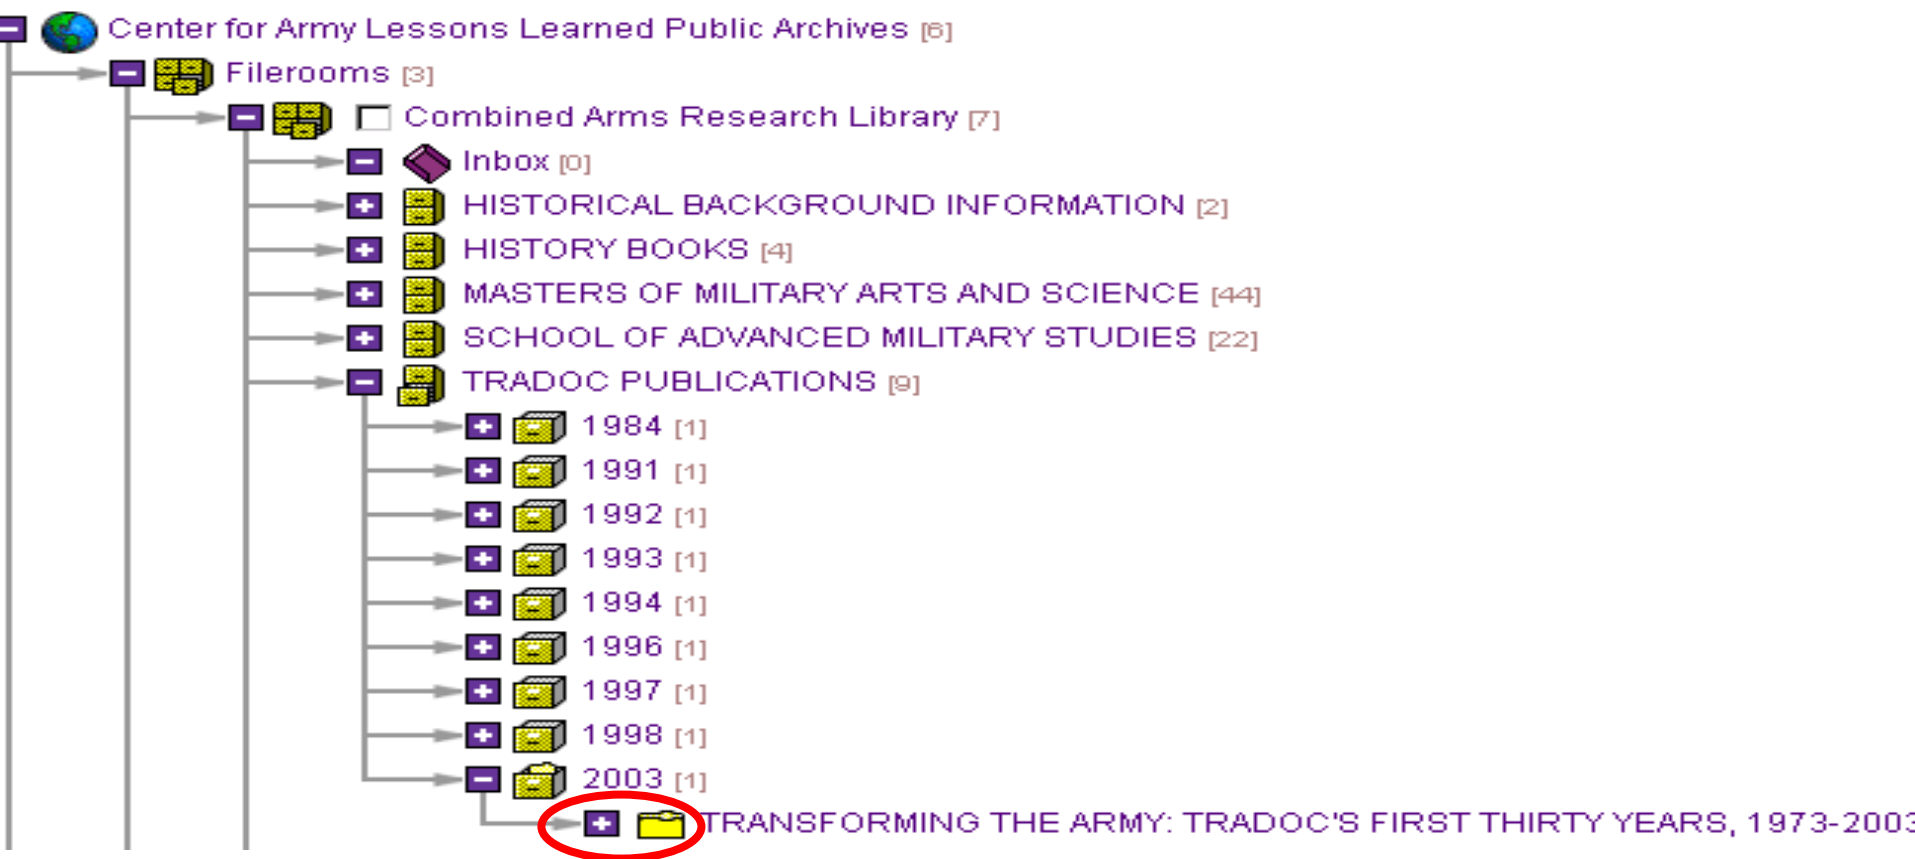 Center for Army Lessons Learned Public Archives [6]
Filerooms [3]
Combined Arms Research Library [7]
Inbox [0]
HISTORICAL BACKGROUND INFORMATION [2]
HISTORY BOOKS [4]
MASTERS OF MILITARY ARTS AND SCIENCE [44]
SCHOOL OF ADVANCED MILITARY STUDIES [22]
TRADOC PUBLICATIONS [9]
1984 [1]
1991 [1]
1992 [1]
1993 [1]
1994 [1]
1996 [1]
1997 [1]
1998 [1]
2003 [1]
TRANSFORMING THE ARMY: TRADOC'S FIRST THIRTY YEARS, 1973-2003